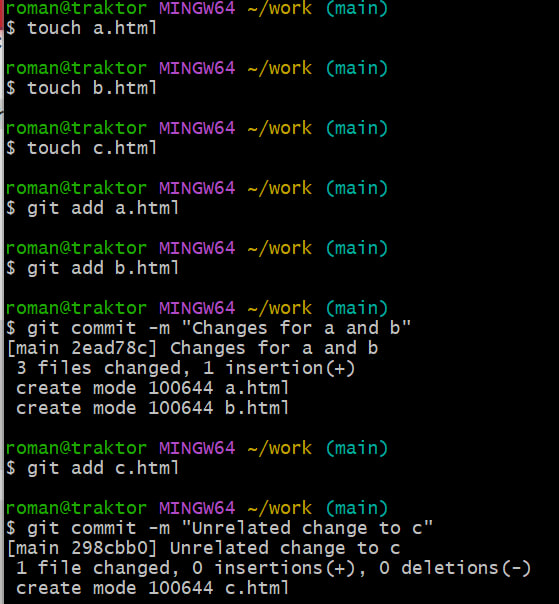 roman@traktor MINGW64 ~/work (main)
$ touch a.html
roman@traktor MINGW64 ~/work (main)
$ touch b.html
roman@traktor MINGW64 ~/work (main)
$ touch c.html
roman@traktor MINGW64 ~/work (main)
$ git add a.html
roman@traktor MINGW64 ~/work (main)
$ git add b.html
roman@traktor MINGW64 ~/work (main)
$ git commit -m "Changes for a and b"
[main 2ead78c] Changes for a and b
 3 files changed, 1 insertion(+)
 create mode 100644 a.html
 create mode 100644 b.html
roman@traktor MINGW64 ~/work (main)
$ git add c.html
roman@traktor MINGW64 ~/work (main)
$ git commit -m "Unrelated change to c"
[main 298cbb0] Unrelated change to c
 1 file changed, 0 insertions(+), 0 deletions(-)
 create mode 100644 c.html